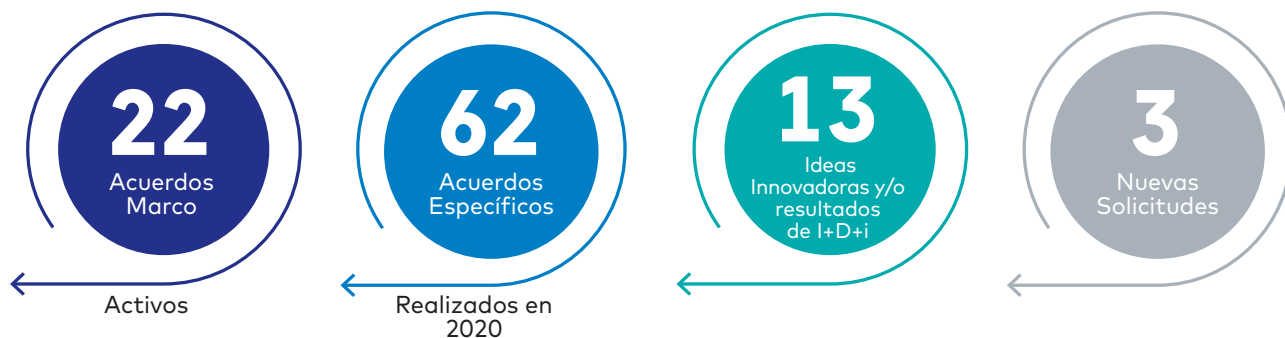 22
Acuerdos
Marco
Activos
62
Acuerdos
Específicos
Realizados en
2020
13
Ideas
Innovadoras y/o
resultados
de I+D+i
3
Nuevas
Solicitudes